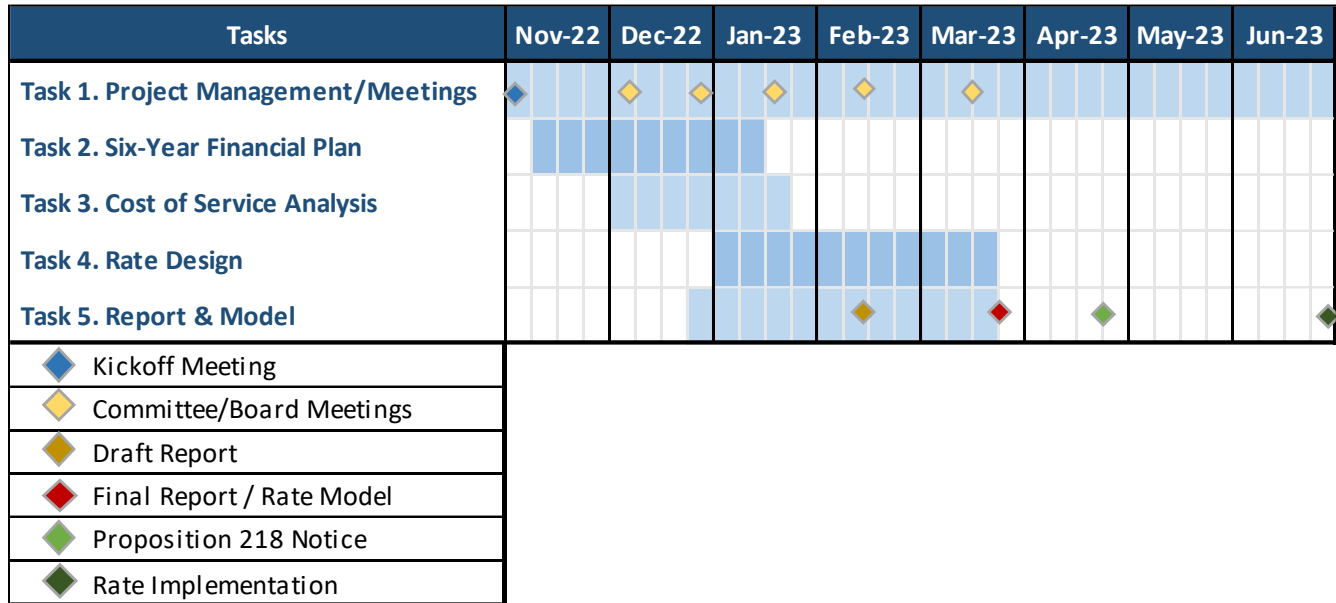 Tasks Nov-22 Dec-22 Jan-23 Feb-23 Mar-23 Apr-23 May-23 Jun-23
Task 1. Project Management/Meetings
Task 2. Six-Year Financial Plan
Task 3. Cost of Service Analysis
Task 4. Rate Design
Task 5. Report & Model
Kickoff Meeting
Committee/Board Meetings
Draft Report
Final Report / Rate Model
Proposition 218 Notice
Rate Implementation